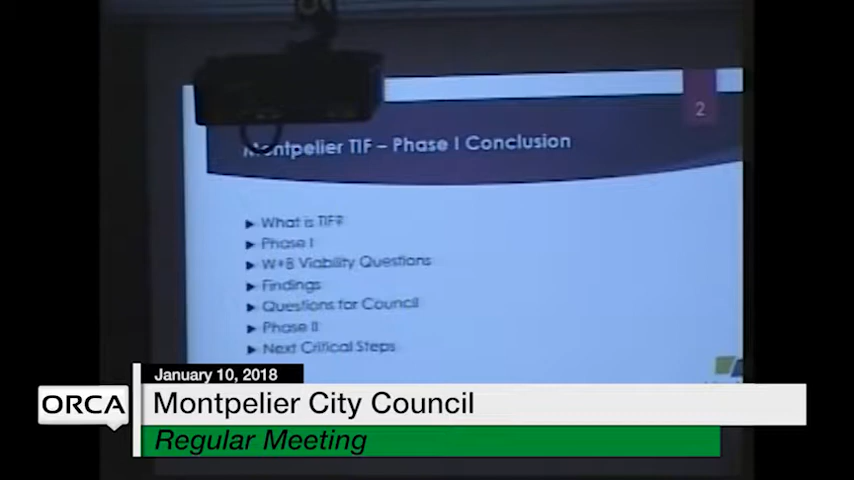 2
Montpelier TIF – Phase I Conclusion
► What is TIF?
► Phase I
► W+B Viability Questions
► Findings
► Questions for Council
► Phase II
► Next Critical Steps
January 10, 2018
ORCA
Montpelier City Council
Regular Meeting